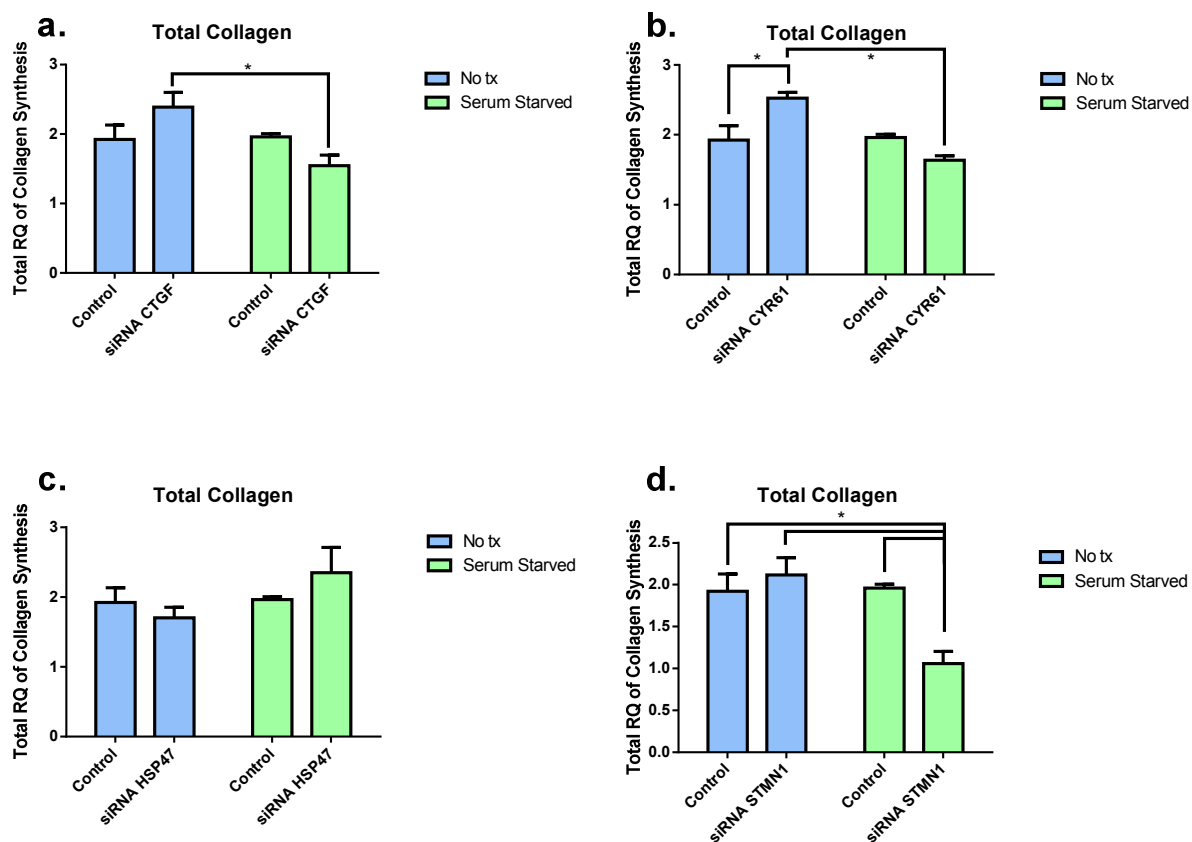 a.
Total Collagen
Total RQ of Collagen Synthesis
3
2
1
0
*
Control
siRNA CTGF
Control
siRNA CTGF
No tx
Serum Starved
b.
Total Collagen
Total RQ of Collagen Synthesis
3
2
1
0
*
*
Control
siRNA CYR61
Control
siRNA CYR61
No tx
Serum Starved
c.
Total Collagen
Total RQ of Collagen Synthesis
3
2
1
0
Control
siRNA HSP47
Control
siRNA HSP47
No tx
Serum Starved
d.
Total Collagen
Total RQ of Collagen Synthesis
2.5
2.0
1.5
1.0
0.5
0.0
*
Control
siRNA STMN1
Control
siRNA STMN1
No tx
Serum Starved